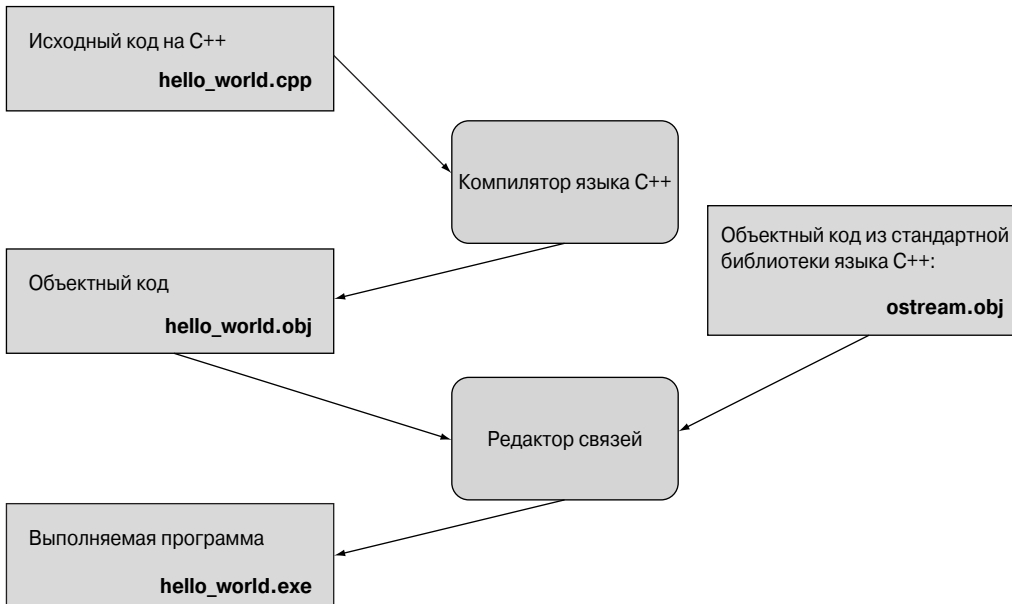 Исходный код на C++
hello_world.cpp
Компилятор языка C++
Объектный код из стандартной
библиотеки языка C++:
ostream.obj
Объектный код
hello_world.obj
Редактор связей
Выполняемая программа
hello_world.exe